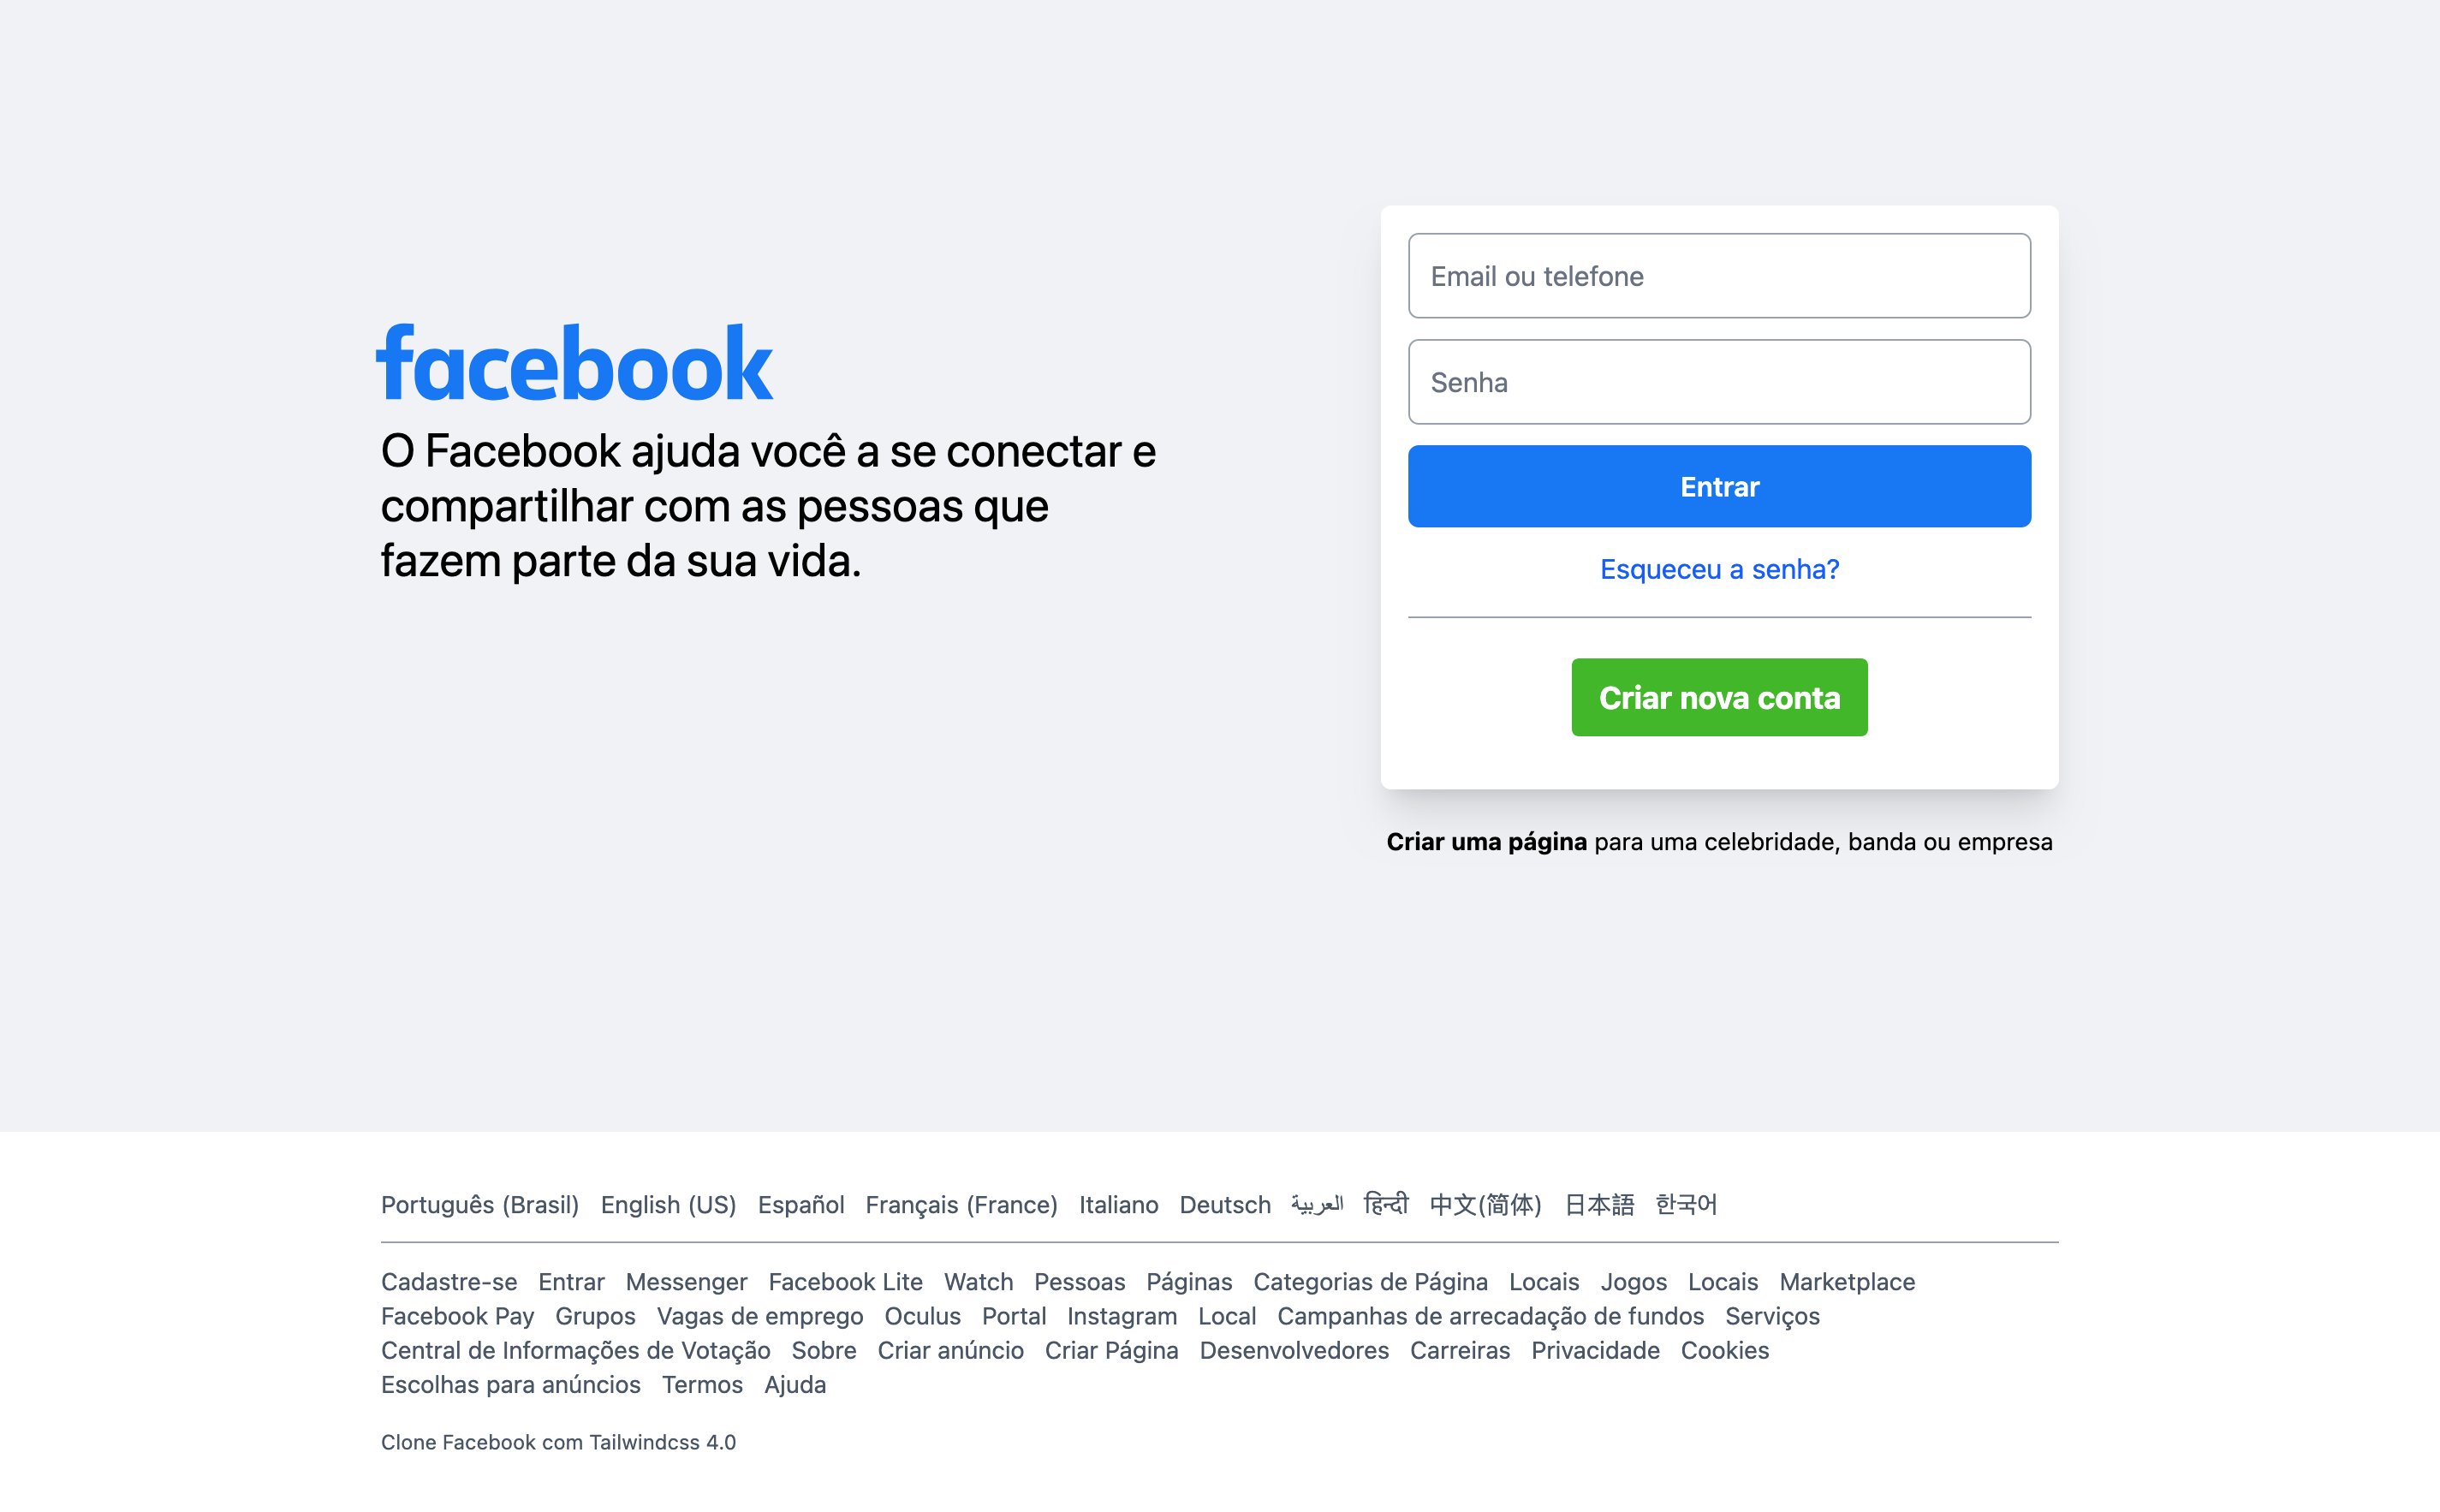 facebook
O Facebook ajuda você a se conectar e
compartilhar com as pessoas que
fazem parte da sua vida.
Email ou telefone
Senha
Entrar
Esqueceu a senha?
Criar nova conta
Criar uma página para uma celebridade, banda ou empresa
Português (Brasil) English (US) Español Français (France) Italiano Deutsch العربية हिन्दी 中文(简体) 日本語 한국어
Cadastre-se Entrar Messenger Facebook Lite Watch Pessoas Páginas Categorias de Página Locais Jogos Locais Marketplace
Facebook Pay Grupos Vagas de emprego Oculus Portal Instagram Local Campanhas de arrecadação de fundos Serviços
Central de Informações de Votação Sobre Criar anúncio Criar Página Desenvolvedores Carreiras Privacidade Cookies
Escolhas para anúncios Termos Ajuda
Clone Facebook com Tailwindcss 4.0